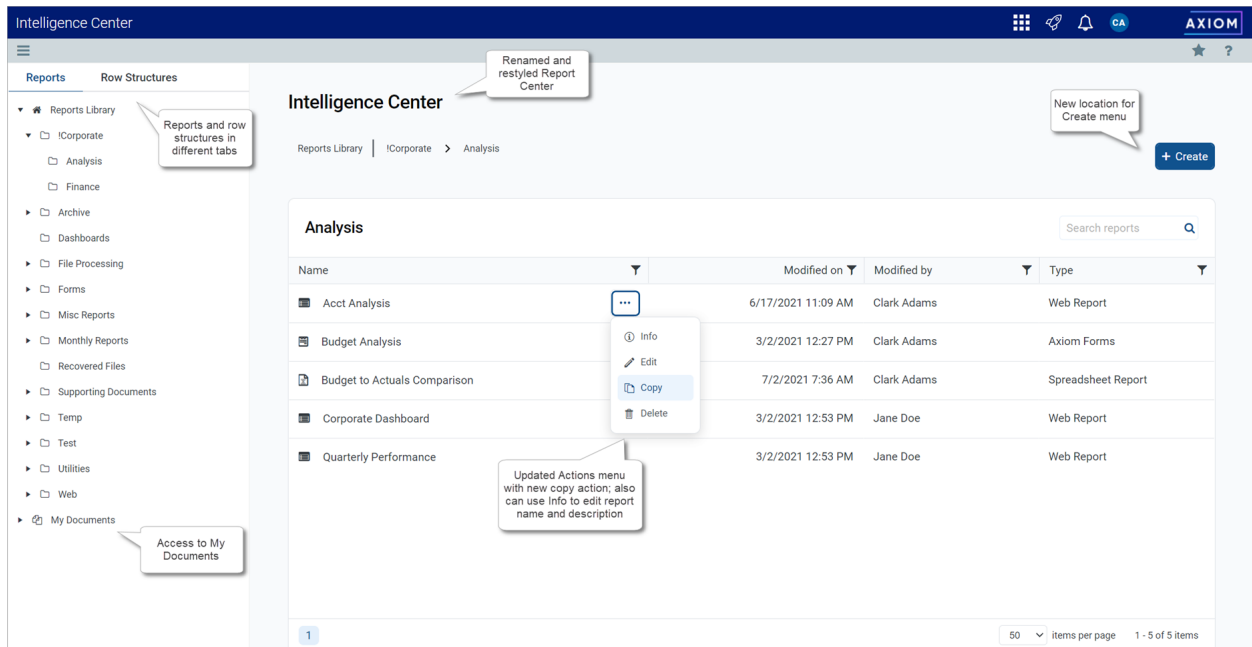 Intelligence Center
CA
AXIOM
?
Reports Row Structures
Renamed and
restyled Report
Center
Intelligence Center
New location for
Create menu
Reports and row
structures in
different tabs
Reports Library
!Corporate
Analysis
Finance
Archive
Dashboards
File Processing
Forms
Misc Reports
Monthly Reports
Recovered Files
Supporting Documents
Temp
Test
Utilities
Web
My Documents
Access to My
Documents
Reports Library !Corporate Analysis
+ Create
Analysis
Search reports
Name Modified on Modified by Type
Acct Analysis ... 6/17/2021 11:09 AM Clark Adams Web Report
Budget Analysis 3/2/2021 12:27 PM Clark Adams Axiom Forms
Budget to Actuals Comparison 7/2/2021 7:36 AM Clark Adams Spreadsheet Report
Corporate Dashboard 3/2/2021 12:53 PM Jane Doe Web Report
Quarterly Performance 3/2/2021 12:53 PM Jane Doe Web Report
Info
Edit
Copy
Delete
Updated Actions menu
with new copy action; also
can use Info to edit report
name and description
1
50 items per page 1 - 5 of 5 items